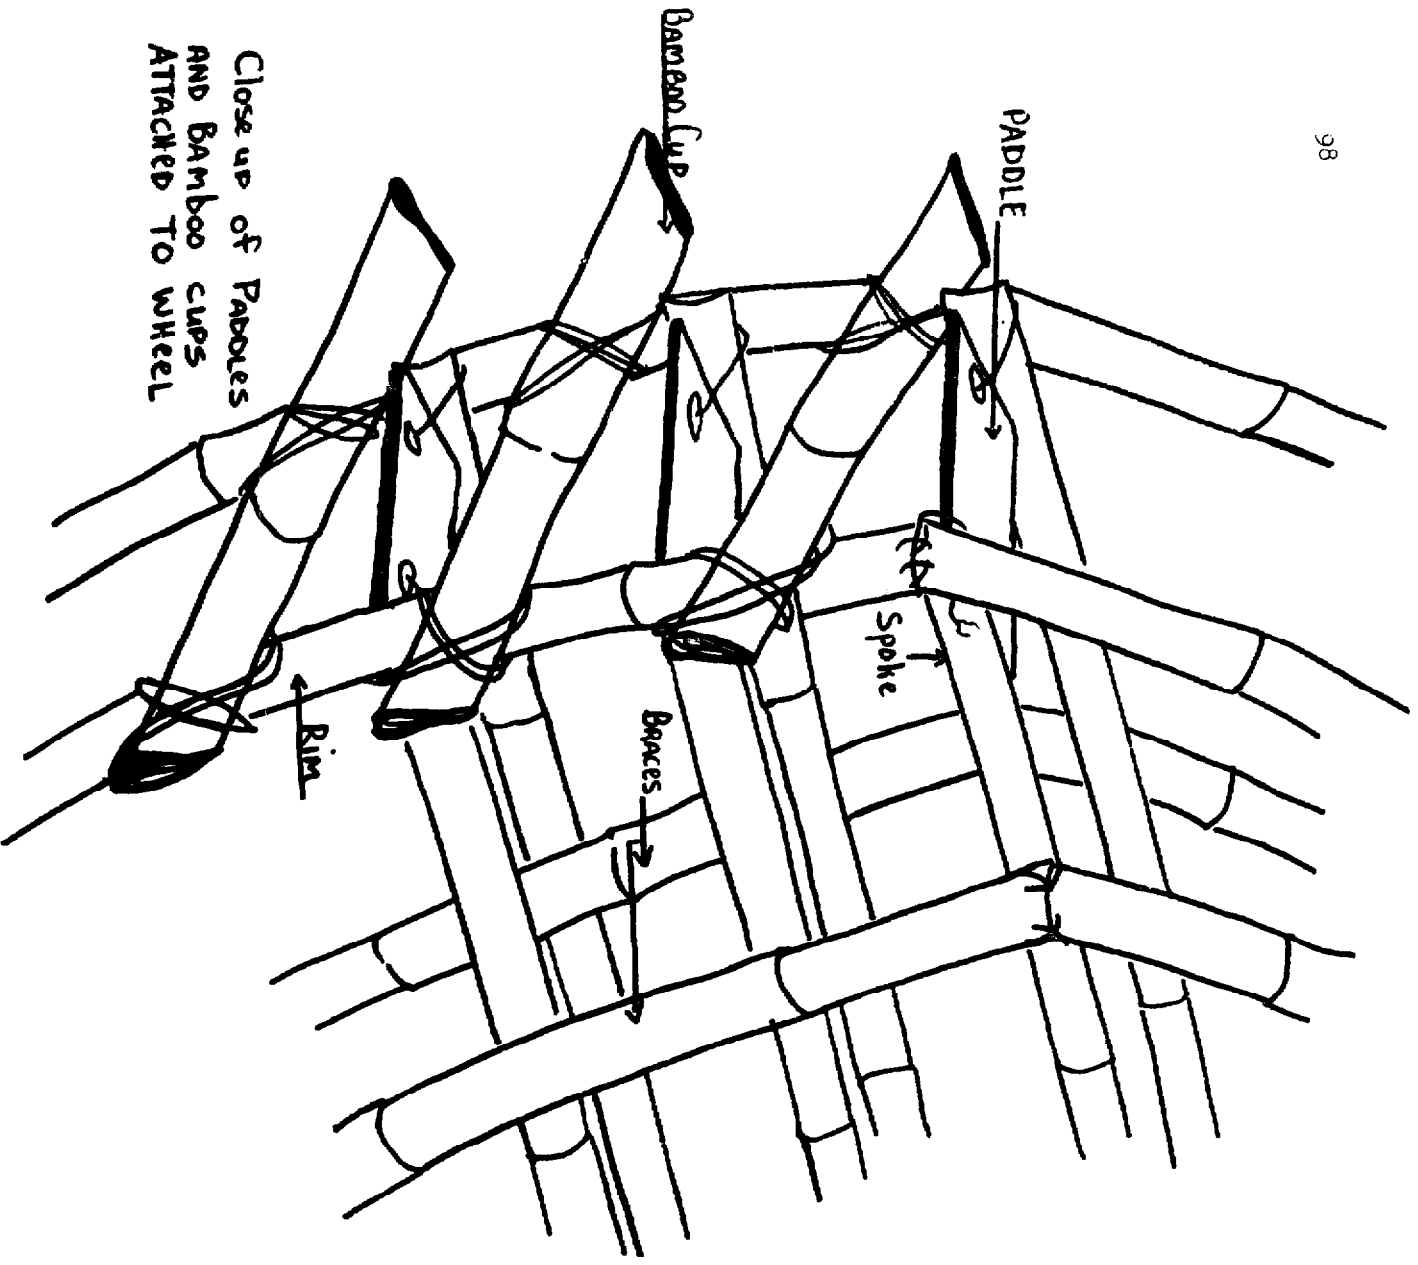 98
PADDLE
Bamboo Cup
Spoke
Braces
Rim
Close up of Paddles
AND BAmboo cups
ATTACHED TO WHEEL